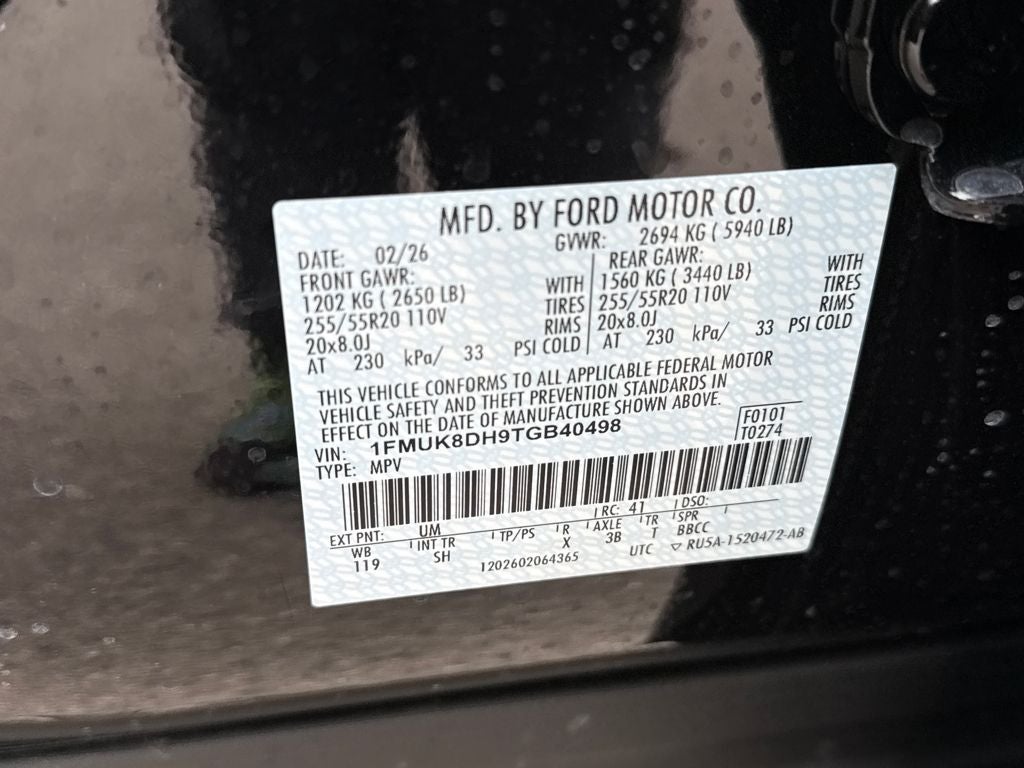 MFD. BY FORD MOTOR CO.
DATE: 02/26 GVWR: 2694 KG ( 5940 LB)
FRONT GAWR: REAR GAWR:
1202 KG ( 2650 LB) WITH 1560 KG ( 3440 LB) WITH
255/55R20 110V TIRES 255/55R20 110V TIRES
20x8.0J RIMS 20x8.0J RIMS
AT 230 kPa/ 33 PSI COLD AT 230 kPa/ 33 PSI COLD
THIS VEHICLE CONFORMS TO ALL APPLICABLE FEDERAL MOTOR
VEHICLE SAFETY AND THEFT PREVENTION STANDARDS IN
EFFECT ON THE DATE OF MANUFACTURE SHOWN ABOVE.
VIN: 1FMUK8DH9TGB40498 F0101
TYPE: MPV T0274
EXT PNT: UM RC: 41 DSO:
WB INT TR TP/PS R AXLE TR SPR
119 SH X 3B T BBCC
1202602064365 UTC ▽ RU5A-1520472-AB